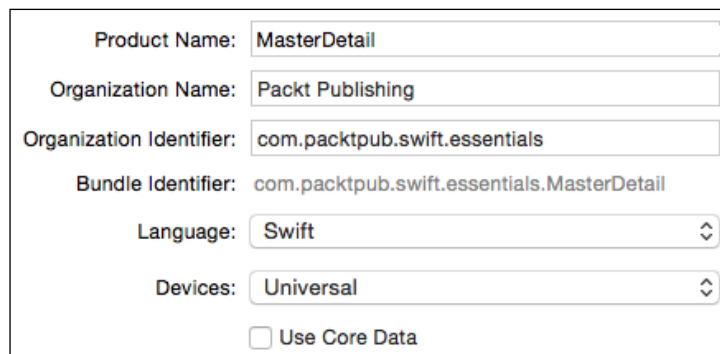 Product Name: MasterDetail
Organization Name: Packt Publishing
Organization Identifier: com.packtpub.swift.essentials
Bundle Identifier: com.packtpub.swift.essentials.MasterDetail
Language: Swift
Devices: Universal
Use Core Data